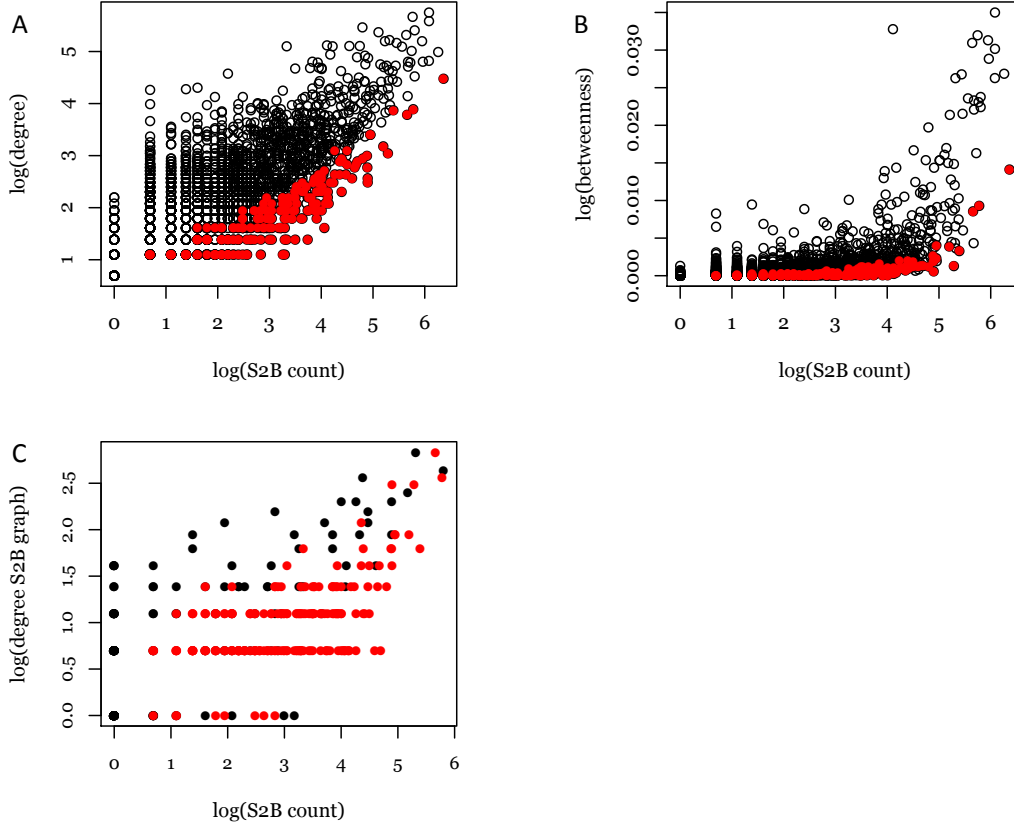 A
log(degree)
5
4
3
2
1
0 1 2 3 4 5 6
log(S2B count)
B
log(betweenness)
0.030
0.020
0.010
0.000
0 1 2 3 4 5 6
log(S2B count)
C
log(degree S2B graph)
2.5
2.0
1.5
1.0
0.5
0.0
0 1 2 3 4 5 6
log(S2B count)